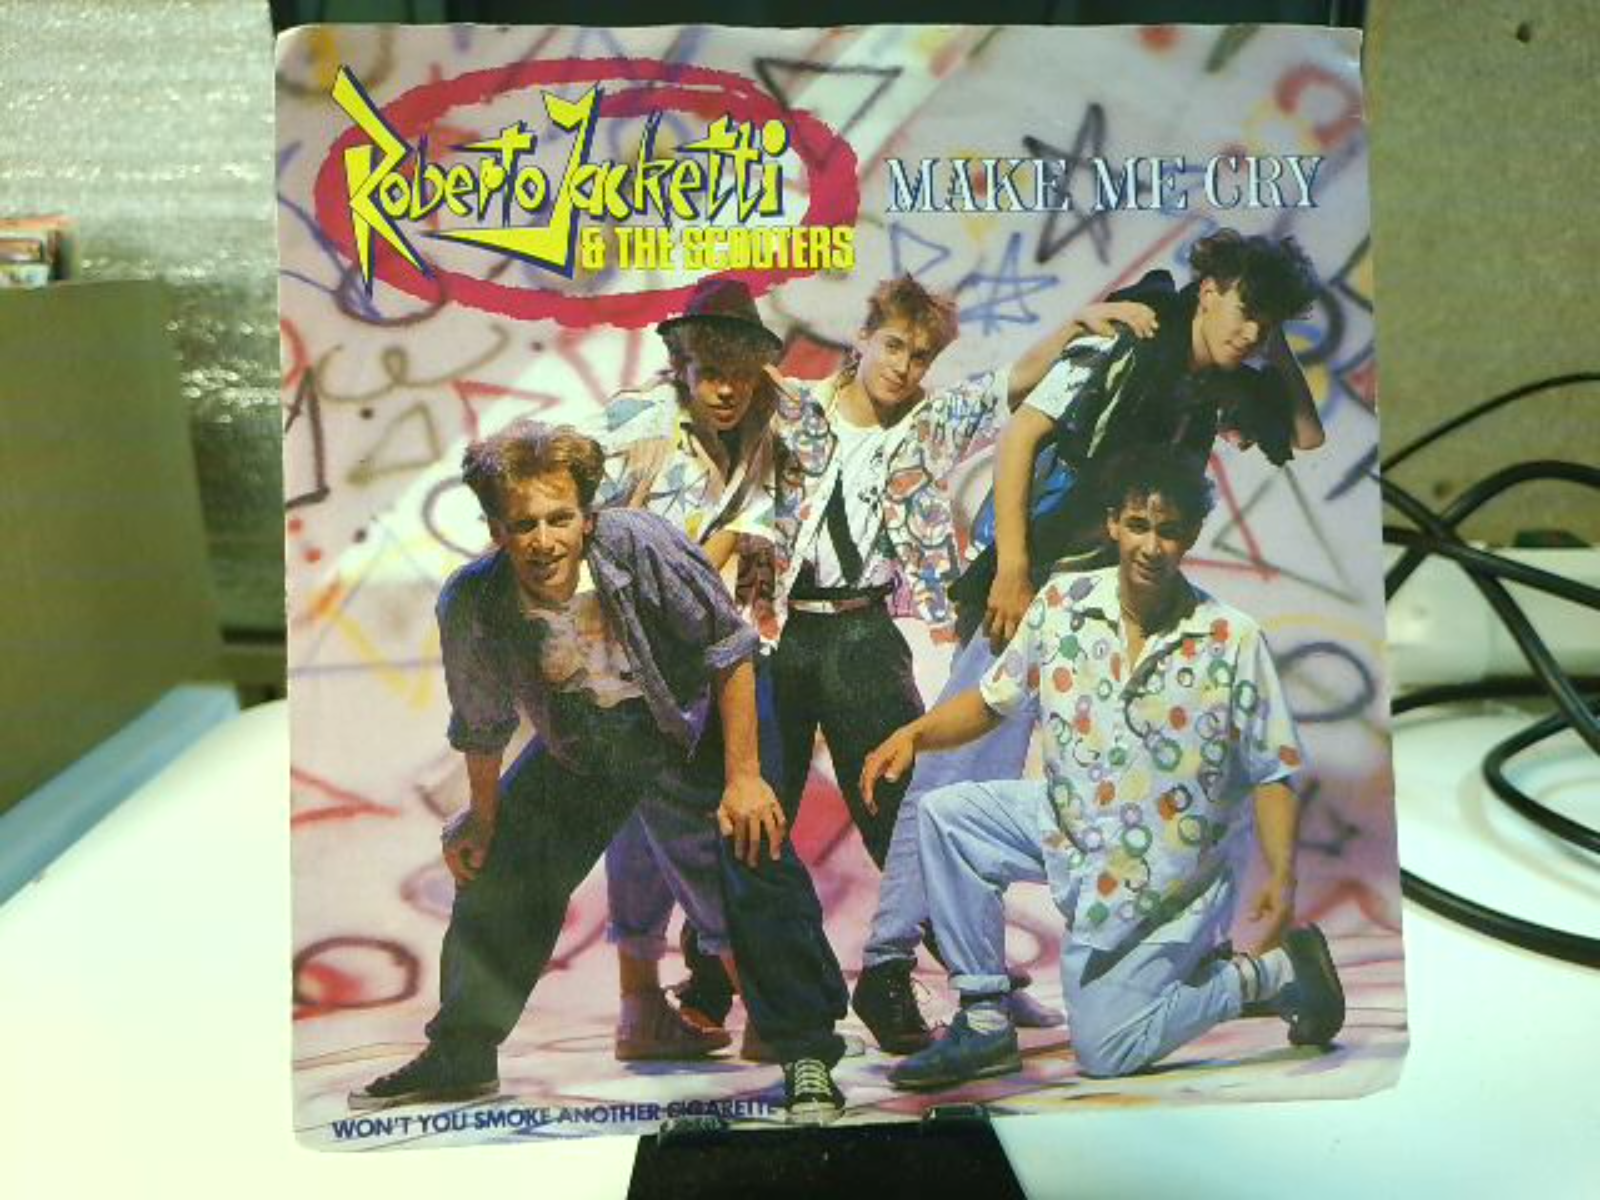 Roberto Jacketti
& THE SCOOTERS
MAKE ME CRY
WON'T YOU SMOKE ANOTHER CIGARETTE